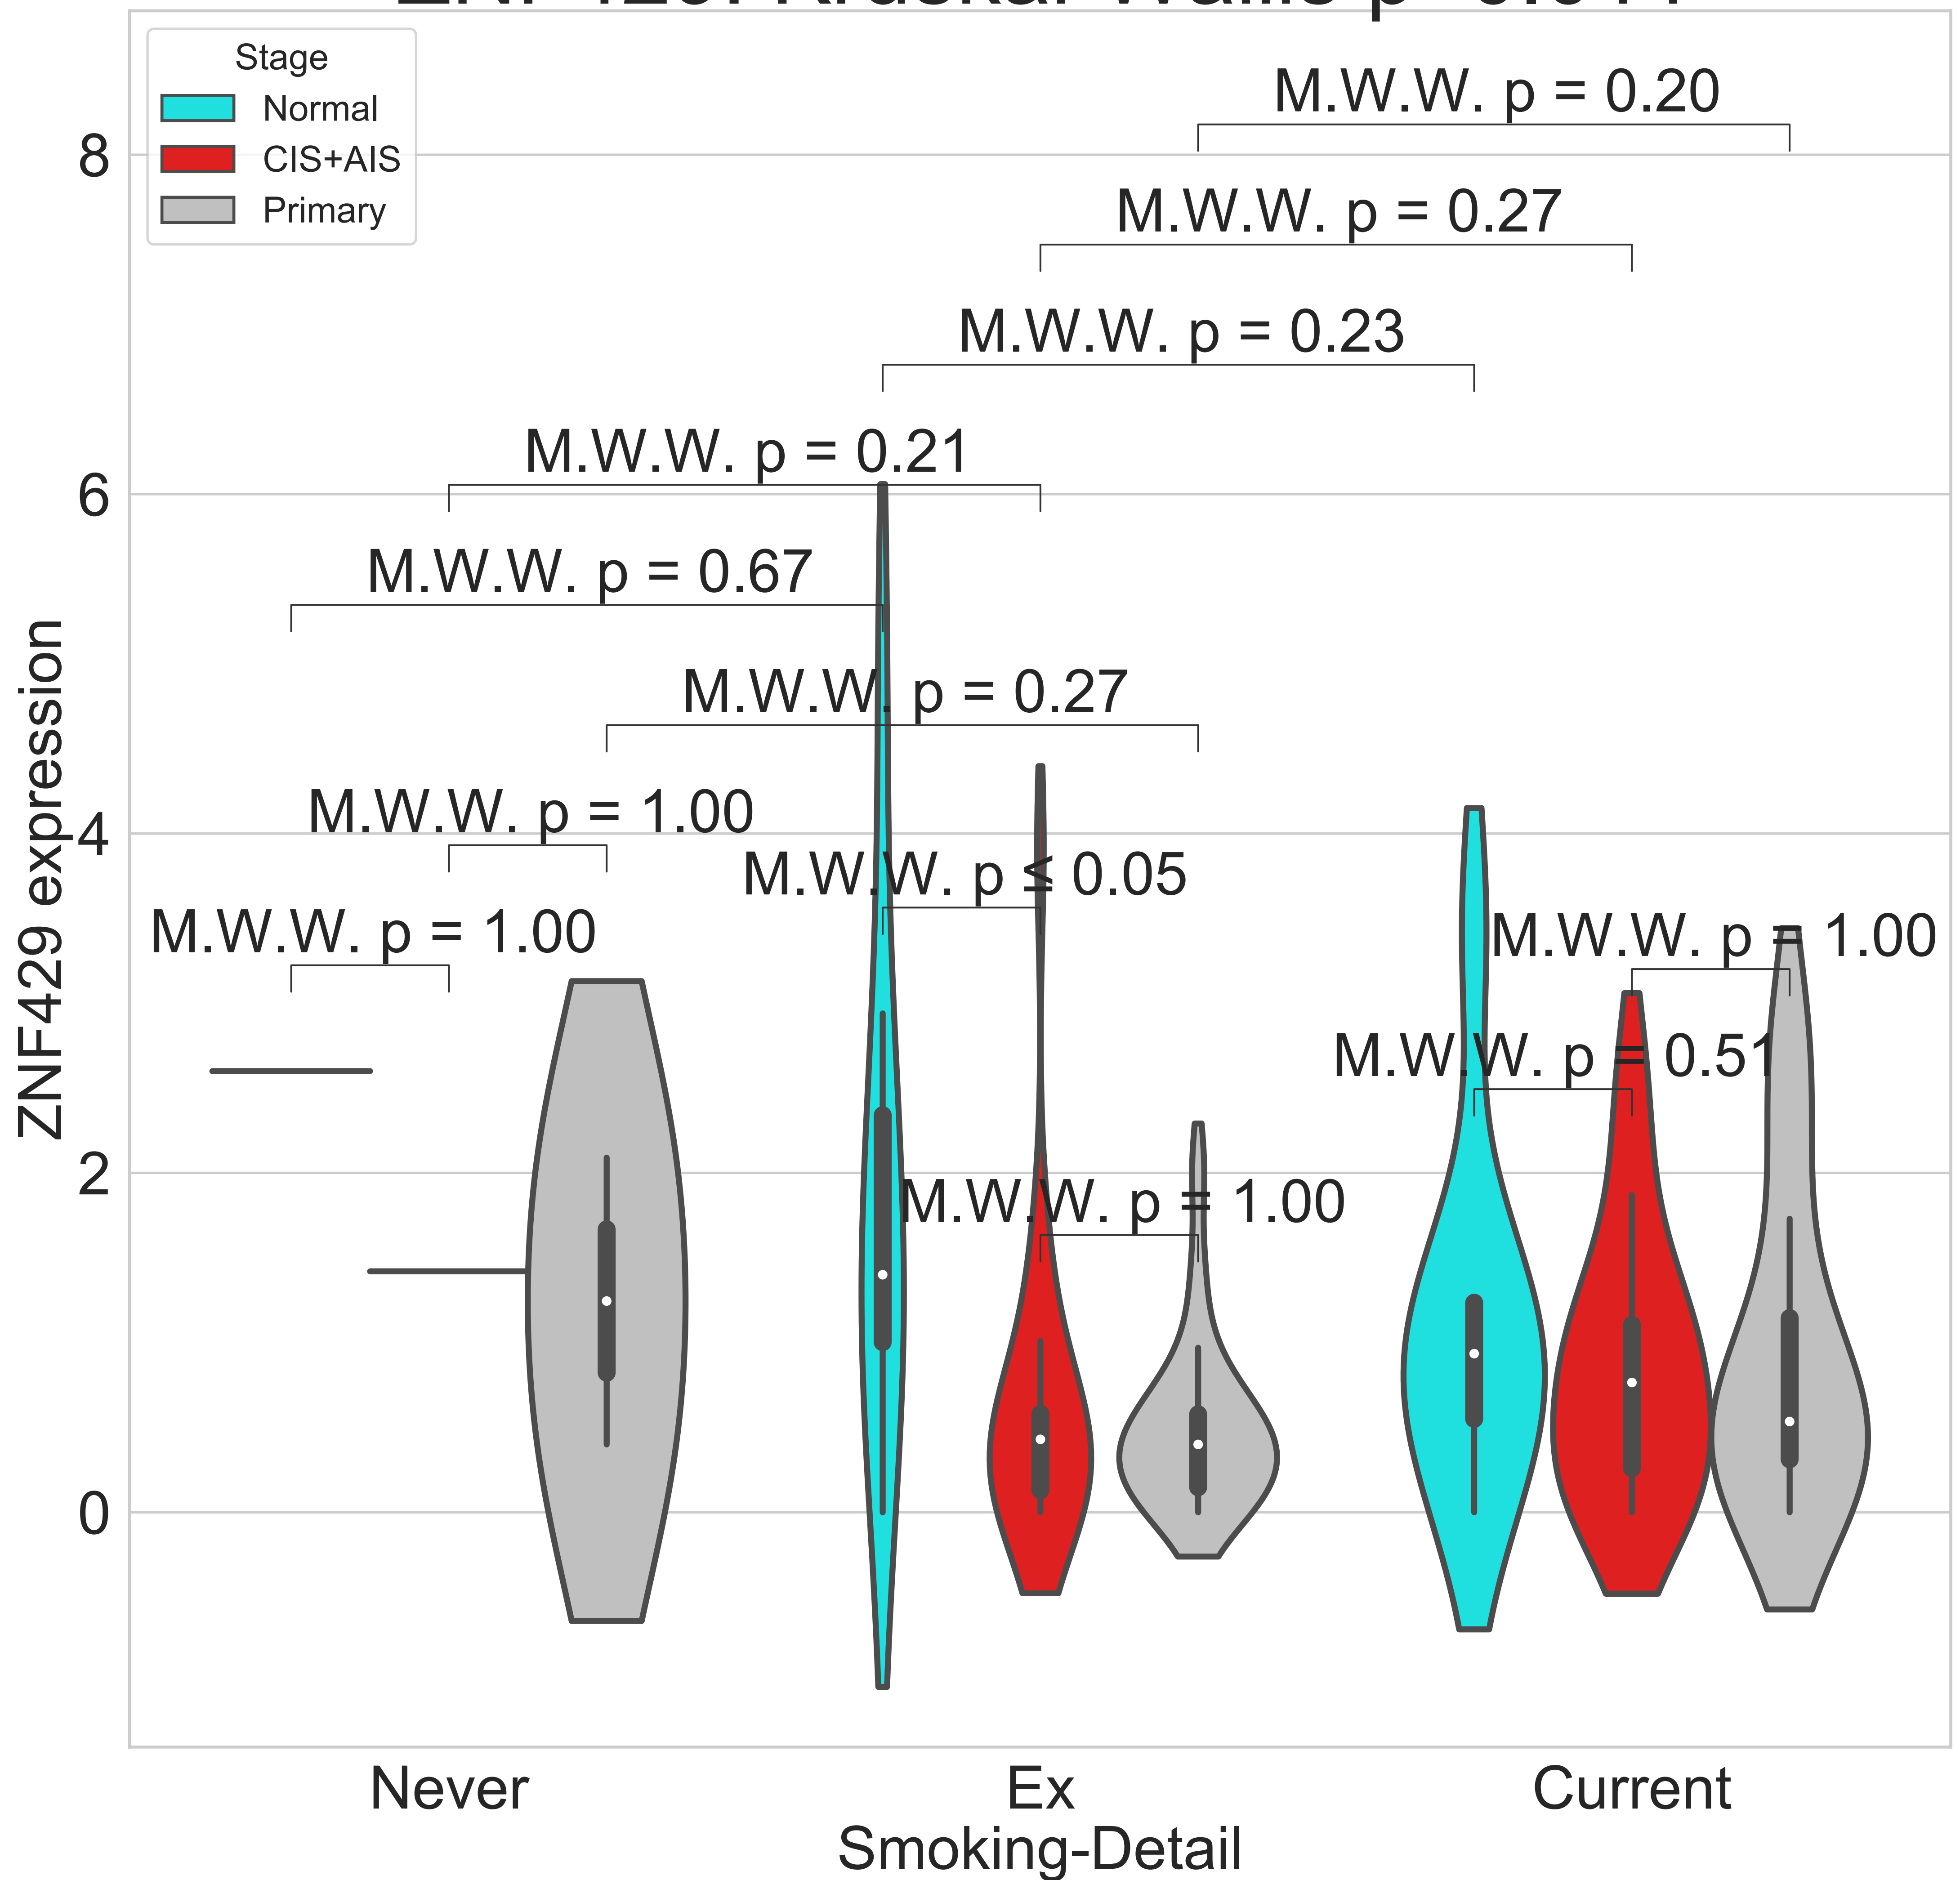 Stage
Normal
CIS+AIS
Primary
M.W.W. p = 0.20
M.W.W. p = 0.27
M.W.W. p = 0.23
M.W.W. p = 0.21
M.W.W. p = 0.67
M.W.W. p = 0.27
M.W.W. p = 1.00
M.W.W. p ≤ 0.05
M.W.W. p = 1.00
M.W.W. p = 1.00
M.W.W. p = 0.51
M.W.W. p = 1.00
ZNF429 expression
8
6
4
2
0
Never Ex Current
Smoking-Detail